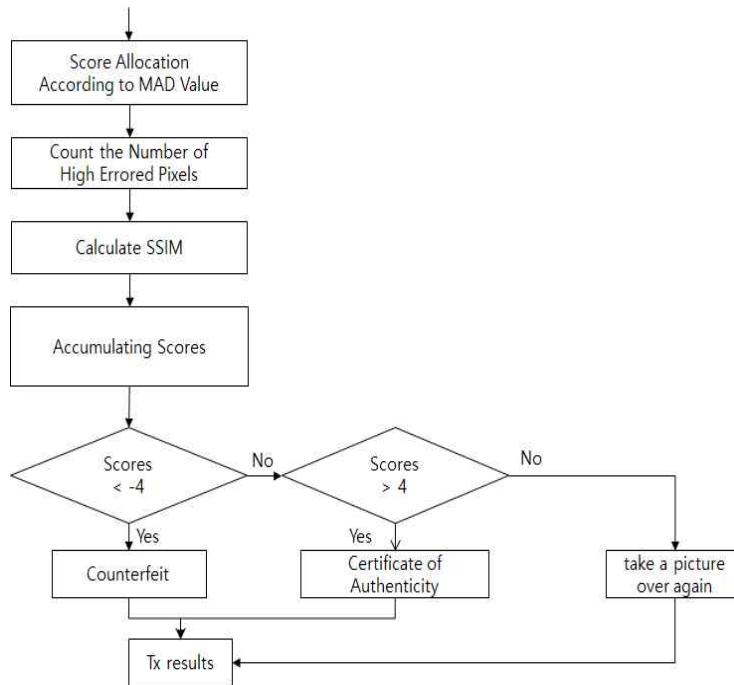 Score Allocation
According to MAD Value
Count the Number of
High Errored Pixels
Calculate SSIM
Accumulating Scores
Scores
< -4
No
Scores
> 4
No
Yes
Yes
Counterfeit
Certificate of
Authenticity
take a picture
over again
Tx results